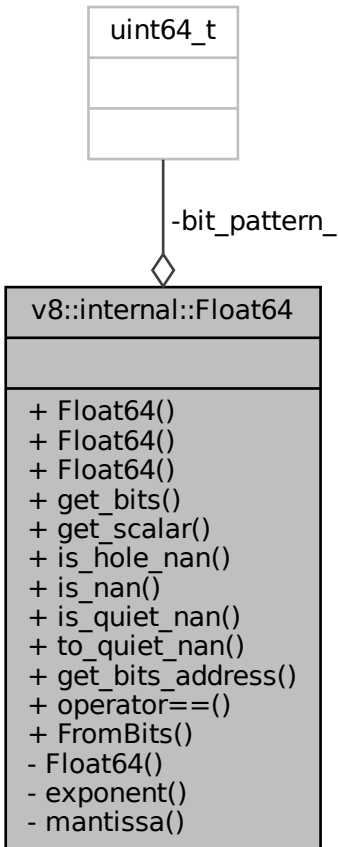 uint64_t
-bit_pattern_
v8::internal::Float64
+ Float64()
+ Float64()
+ Float64()
+ get_bits()
+ get_scalar()
+ is_hole_nan()
+ is_nan()
+ is_quiet_nan()
+ to_quiet_nan()
+ get_bits_address()
+ operator==()
+ FromBits()
- Float64()
- exponent()
- mantissa()